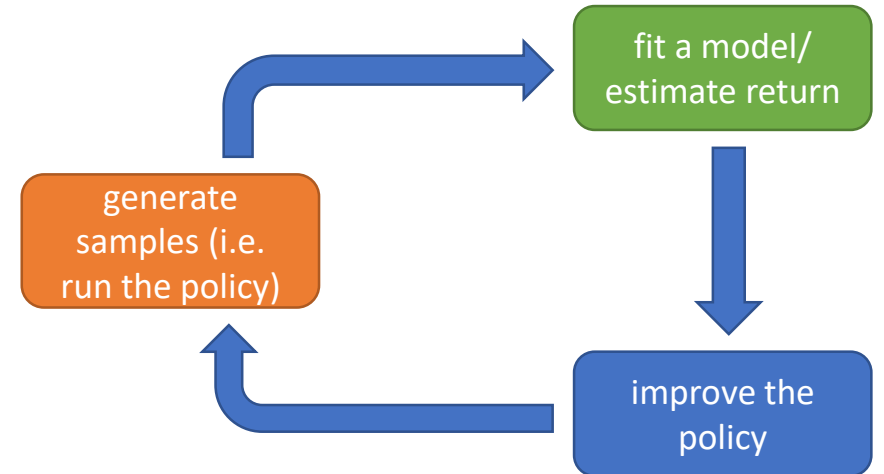 fit a model/
estimate return
generate
samples (i.e.
run the policy)
improve the
policy